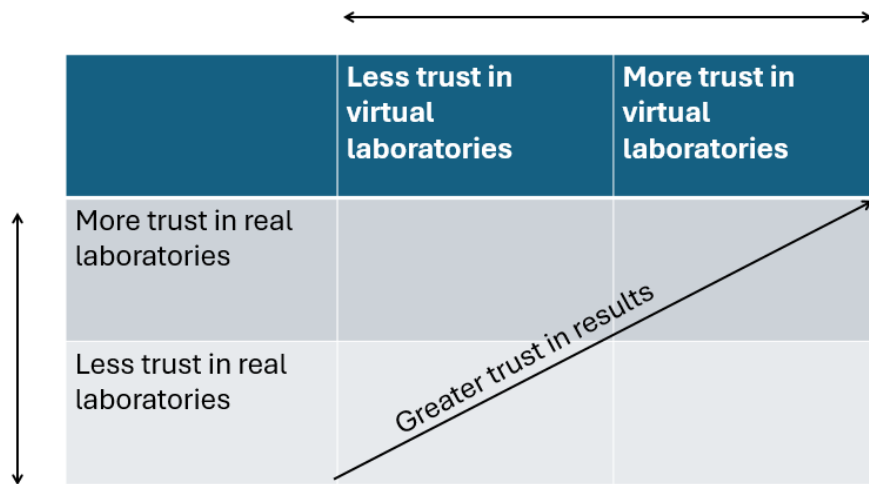 Less trust in
virtual
laboratories
More trust in
virtual
laboratories
More trust in real
laboratories
Less trust in real
laboratories
Greater trust in results